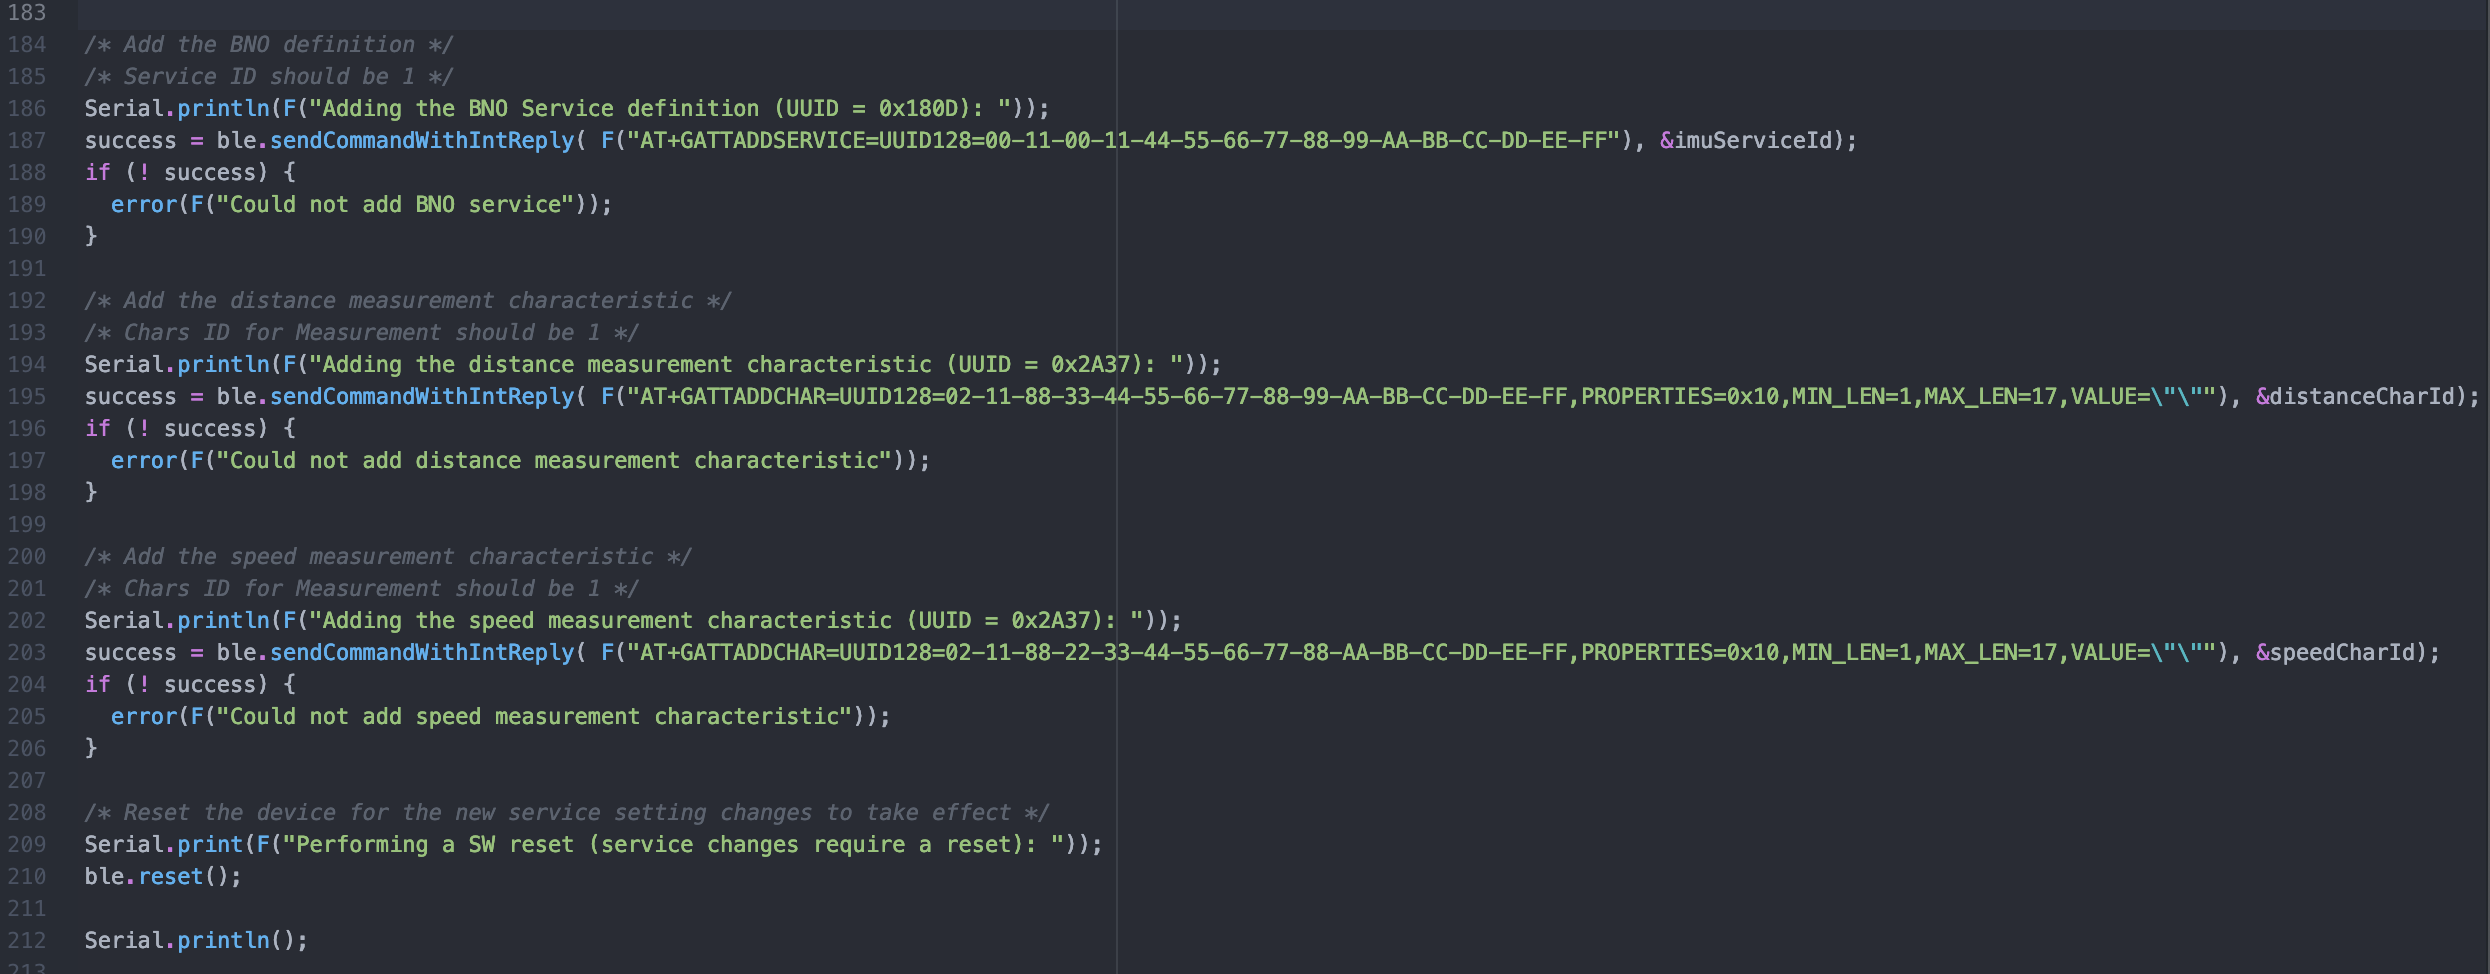 183
184 /* Add the BNO definition */
185 /* Service ID should be 1 */
186 Serial.println(F("Adding the BNO Service definition (UUID = 0x180D): "));
187 success = ble.sendCommandWithIntReply( F("AT+GATTADDSERVICE=UUID128=00-11-00-11-44-55-66-77-88-99-AA-BB-CC-DD-EE-FF"), &imuServiceId);
188 if (! success) {
189   error(F("Could not add BNO service"));
190 }
191
192 /* Add the distance measurement characteristic */
193 /* Chars ID for Measurement should be 1 */
194 Serial.println(F("Adding the distance measurement characteristic (UUID = 0x2A37): "));
195 success = ble.sendCommandWithIntReply( F("AT+GATTADDCHAR=UUID128=02-11-88-33-44-55-66-77-88-99-AA-BB-CC-DD-EE-FF,PROPERTIES=0x10,MIN_LEN=1,MAX_LEN=17,VALUE=\"\""), &distanceCharId);
196 if (! success) {
197   error(F("Could not add distance measurement characteristic"));
198 }
199
200 /* Add the speed measurement characteristic */
201 /* Chars ID for Measurement should be 1 */
202 Serial.println(F("Adding the speed measurement characteristic (UUID = 0x2A37): "));
203 success = ble.sendCommandWithIntReply( F("AT+GATTADDCHAR=UUID128=02-11-88-22-33-44-55-66-77-88-AA-BB-CC-DD-EE-FF,PROPERTIES=0x10,MIN_LEN=1,MAX_LEN=17,VALUE=\"\""), &speedCharId);
204 if (! success) {
205   error(F("Could not add speed measurement characteristic"));
206 }
207
208 /* Reset the device for the new service setting changes to take effect */
209 Serial.print(F("Performing a SW reset (service changes require a reset): "));
210 ble.reset();
211
212 Serial.println();
213